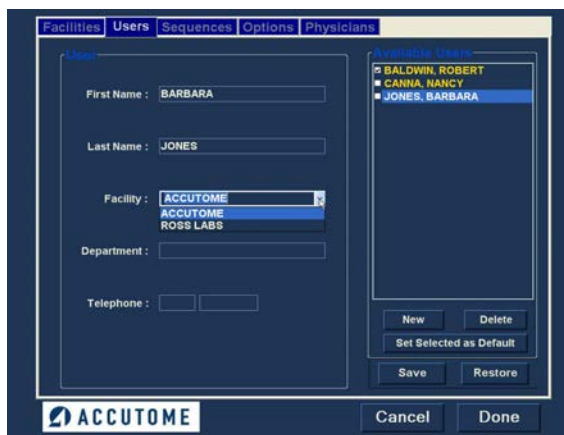 Facilities Users Sequences Options Physicians
User
First Name : BARBARA
Last Name : JONES
Facility : ACCUTOME
ACCUTOME
ROSS LABS
Department :
Telephone :
Available Users
BALDWIN, ROBERT
CANNA, NANCY
JONES, BARBARA
New Delete
Set Selected as Default
Save Restore
ACCUTOME
Cancel Done